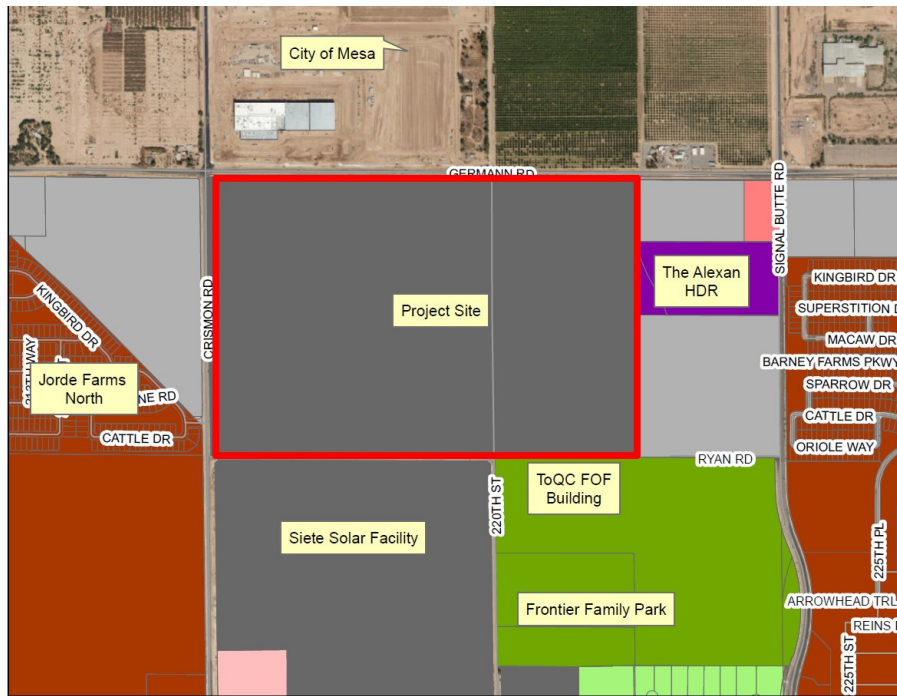 City of Mesa
GERMANN RD
SIGNAL BUTTE RD
CRISMON RD
The Alexan
HDR
Project Site
KINGBIRD DR
KINGBIRD DR
SUPERSTITION D
MACAW DR
BARNEY FARMS PKWY
SPARROW DR
Jorde Farms
North
NE RD
CATTLE DR
CATTLE DR
ORIOLE WAY
RYAN RD
ToQC FOF
Building
220TH ST
Siete Solar Facility
225TH PL
Frontier Family Park
ARROWHEAD TRL
REINS
225TH ST